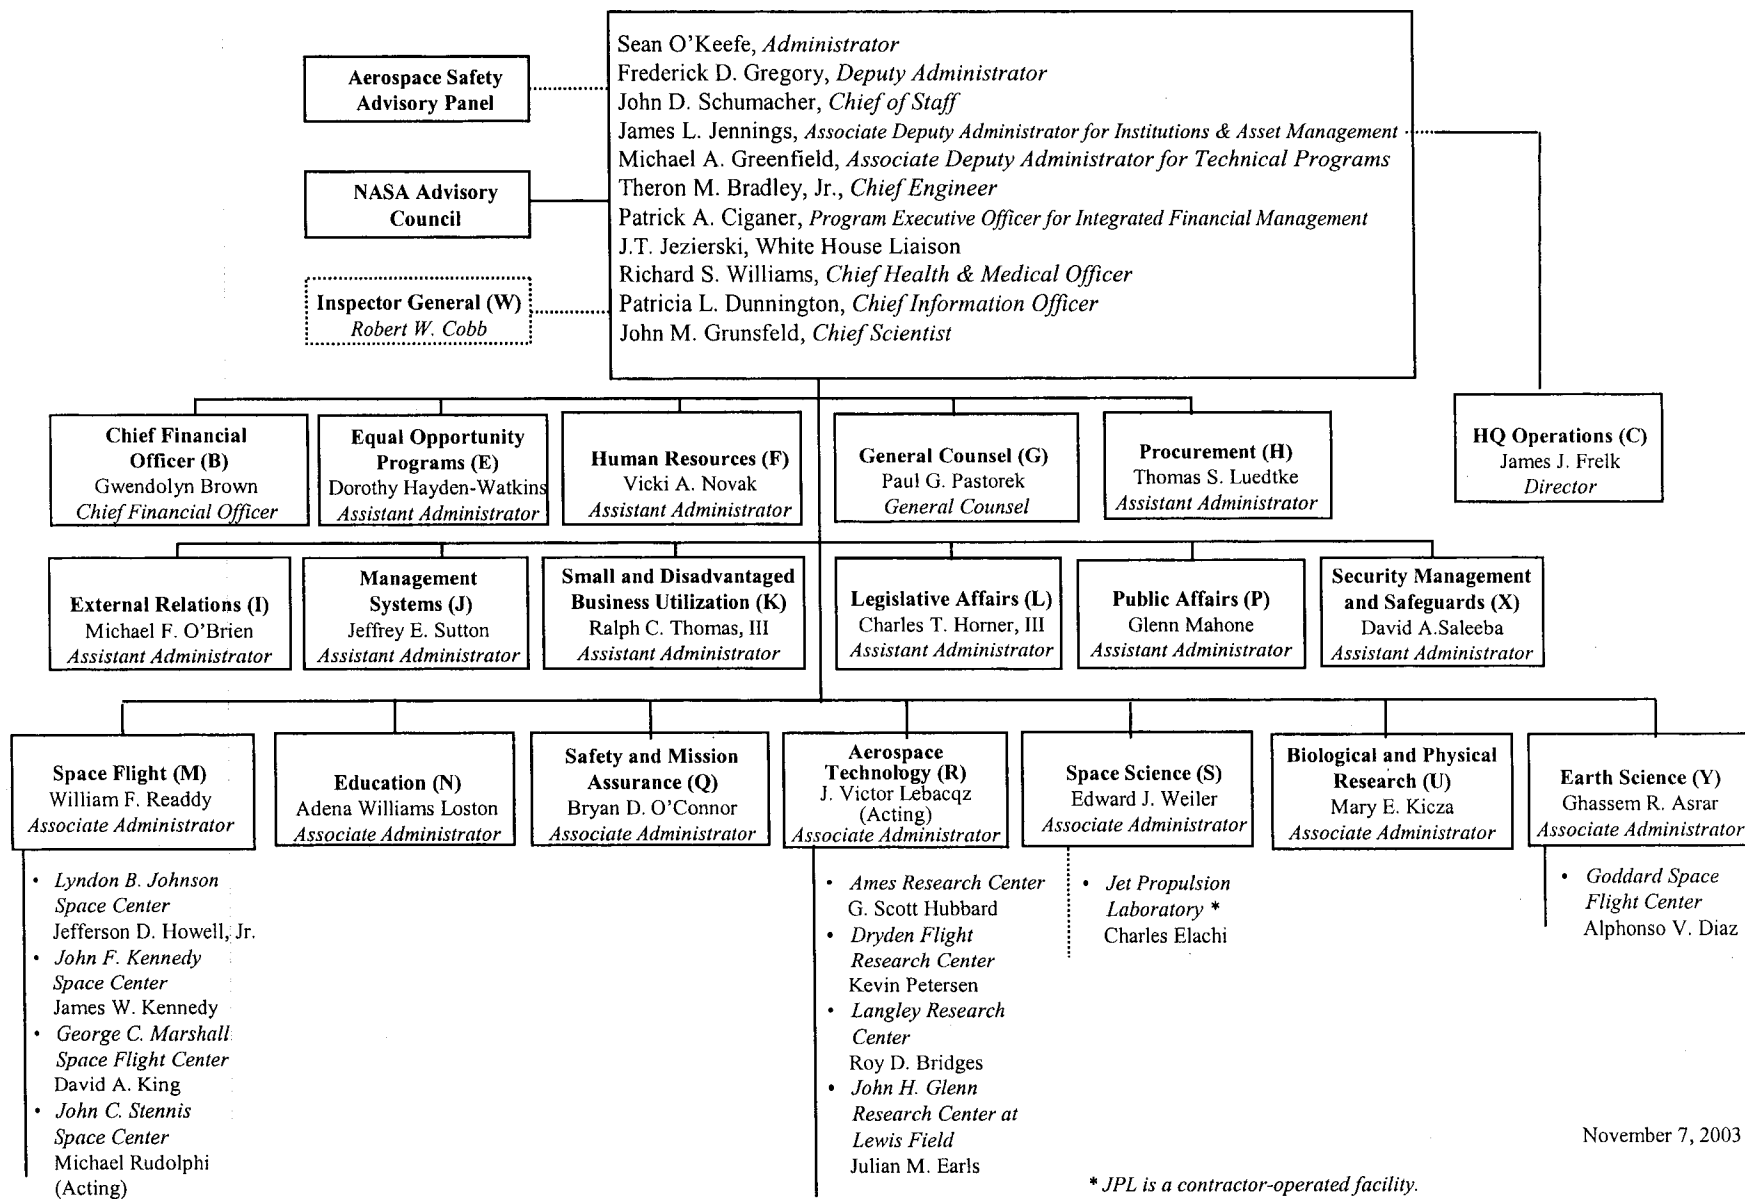 Aerospace Safety
Advisory Panel
NASA Advisory
Council
Inspector General (W)
Robert W. Cobb
Sean O'Keefe, Administrator
Frederick D. Gregory, Deputy Administrator
John D. Schumacher, Chief of Staff
James L. Jennings, Associate Deputy Administrator for Institutions & Asset Management
Michael A. Greenfield, Associate Deputy Administrator for Technical Programs
Theron M. Bradley, Jr., Chief Engineer
Patrick A. Ciganer, Program Executive Officer for Integrated Financial Management
J.T. Jezierski, White House Liaison
Richard S. Williams, Chief Health & Medical Officer
Patricia L. Dunnington, Chief Information Officer
John M. Grunsfeld, Chief Scientist
Chief Financial
Officer (B)
Gwendolyn Brown
Chief Financial Officer
Equal Opportunity
Programs (E)
Dorothy Hayden-Watkins
Assistant Administrator
Human Resources (F)
Vicki A. Novak
Assistant Administrator
General Counsel (G)
Paul G. Pastorek
General Counsel
Procurement (H)
Thomas S. Luedtke
Assistant Administrator
HQ Operations (C)
James J. Frelk
Director
External Relations (I)
Michael F. O'Brien
Assistant Administrator
Management
Systems (J)
Jeffrey E. Sutton
Assistant Administrator
Small and Disadvantaged
Business Utilization (K)
Ralph C. Thomas, III
Assistant Administrator
Legislative Affairs (L)
Charles T. Horner, III
Assistant Administrator
Public Affairs (P)
Glenn Mahone
Assistant Administrator
Security Management
and Safeguards (X)
David A.Saleeba
Assistant Administrator
Space Flight (M)
William F. Readdy
Associate Administrator
• Lyndon B. Johnson
Space Center
Jefferson D. Howell, Jr.
• John F. Kennedy
Space Center
James W. Kennedy
• George C. Marshall
Space Flight Center
David A. King
• John C. Stennis
Space Center
Michael Rudolphi
(Acting)
Education (N)
Adena Williams Loston
Associate Administrator
Safety and Mission
Assurance (Q)
Bryan D. O'Connor
Associate Administrator
Aerospace
Technology (R)
J. Victor Lebacqz
(Acting)
Associate Administrator
• Ames Research Center
G. Scott Hubbard
• Dryden Flight
Research Center
Kevin Petersen
• Langley Research
Center
Roy D. Bridges
• John H. Glenn
Research Center at
Lewis Field
Julian M. Earls
Space Science (S)
Edward J. Weiler
Associate Administrator
• Jet Propulsion
Laboratory *
Charles Elachi
Biological and Physical
Research (U)
Mary E. Kicza
Associate Administrator
Earth Science (Y)
Ghassem R. Asrar
Associate Administrator
• Goddard Space
Flight Center
Alphonso V. Diaz
November 7, 2003
* JPL is a contractor-operated facility.